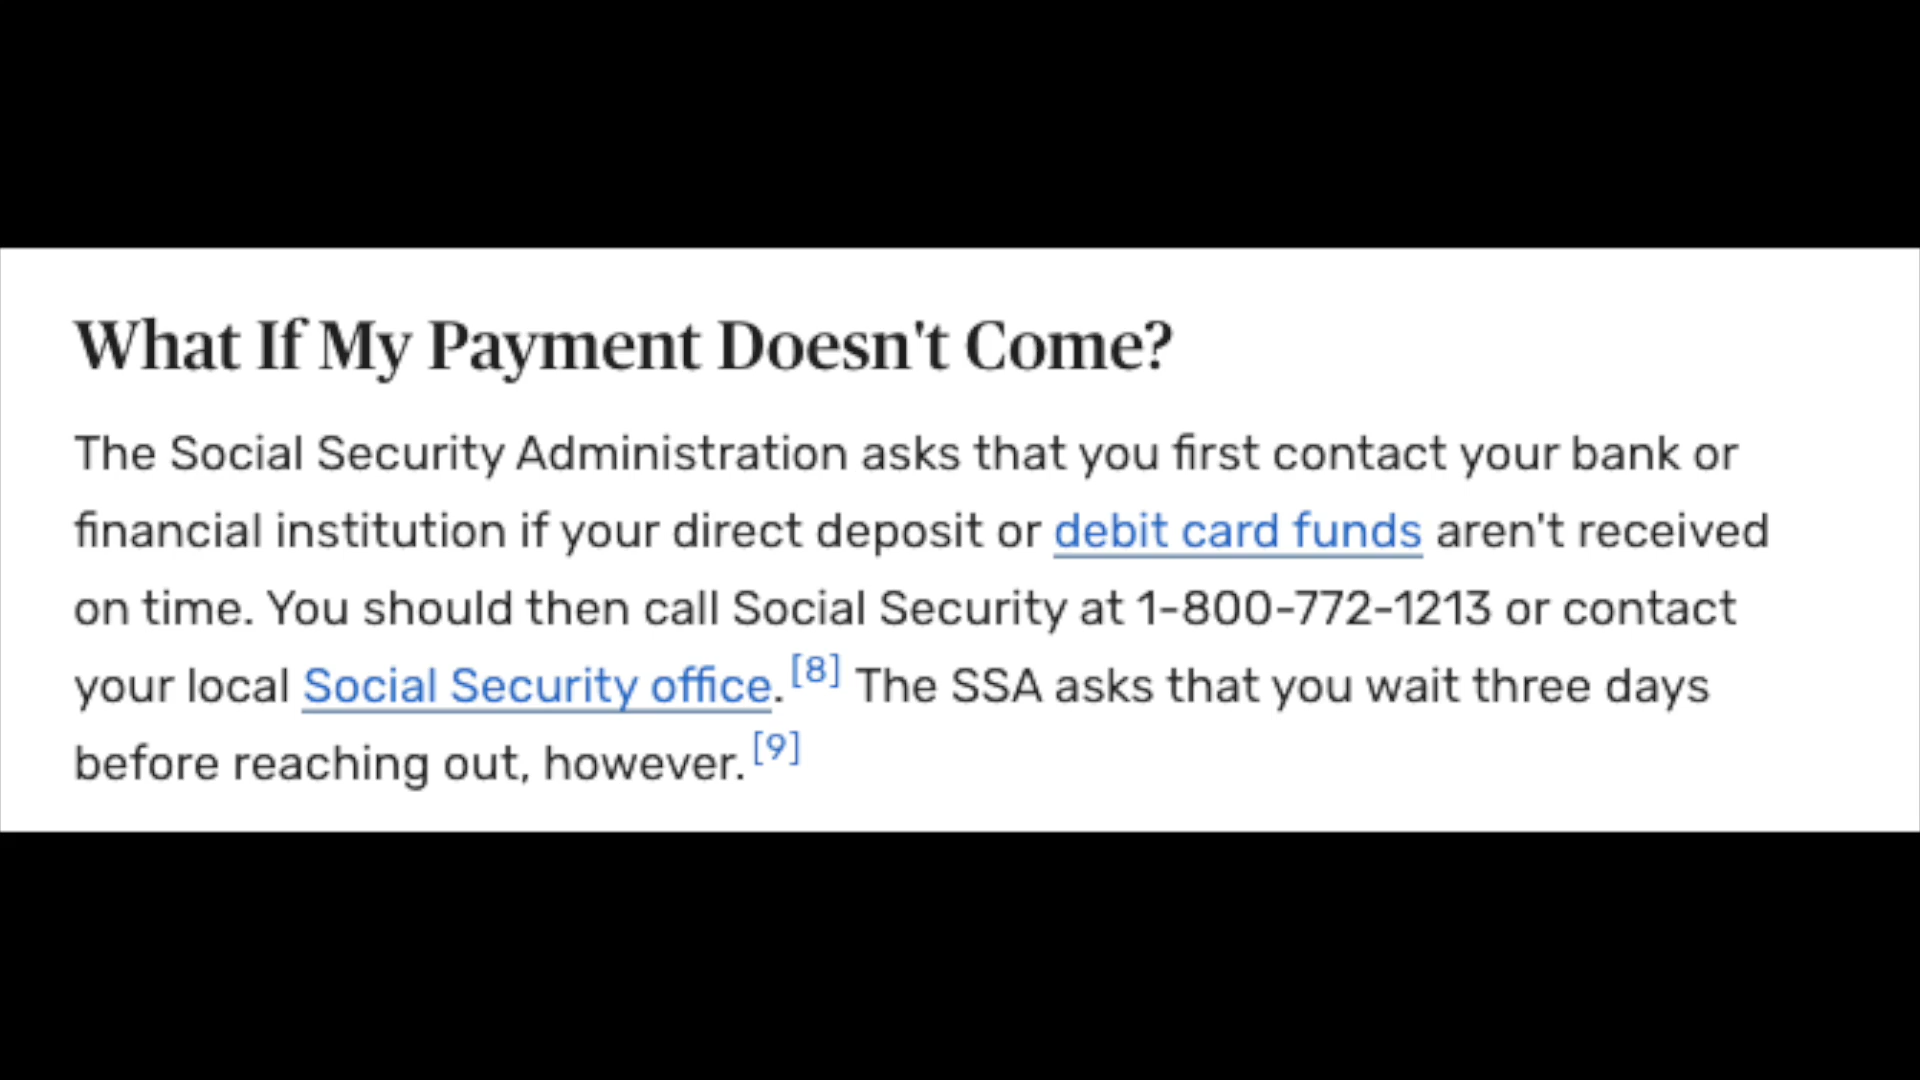 What If My Payment Doesn't Come?
The Social Security Administration asks that you first contact your bank or
financial institution if your direct deposit or debit card funds aren't received
on time. You should then call Social Security at 1-800-772-1213 or contact
your local Social Security office. [8] The SSA asks that you wait three days
before reaching out, however. [9]